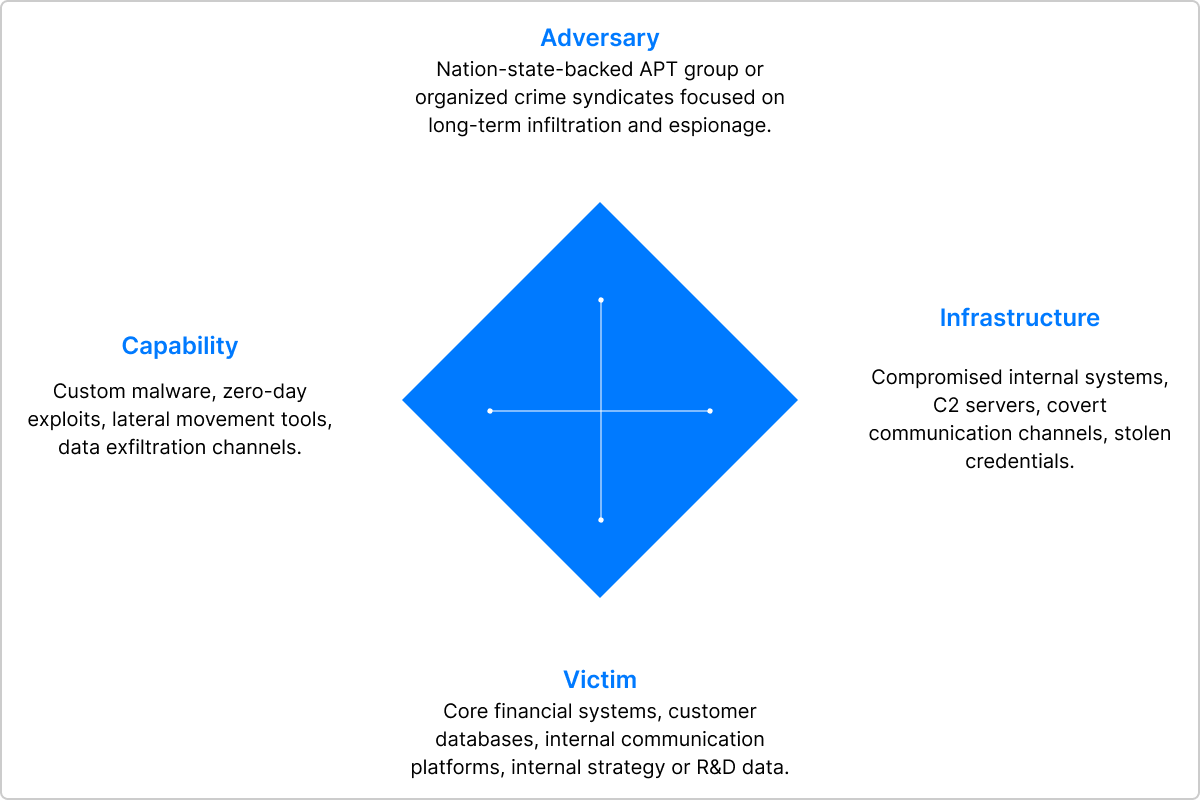 Adversary
Nation-state-backed APT group or
organized crime syndicates focused on
long-term infiltration and espionage.
Capability
Custom malware, zero-day
exploits, lateral movement tools,
data exfiltration channels.
Infrastructure
Compromised internal systems,
C2 servers, covert
communication channels, stolen
credentials.
Victim
Core financial systems, customer
databases, internal communication
platforms, internal strategy or R&D data.